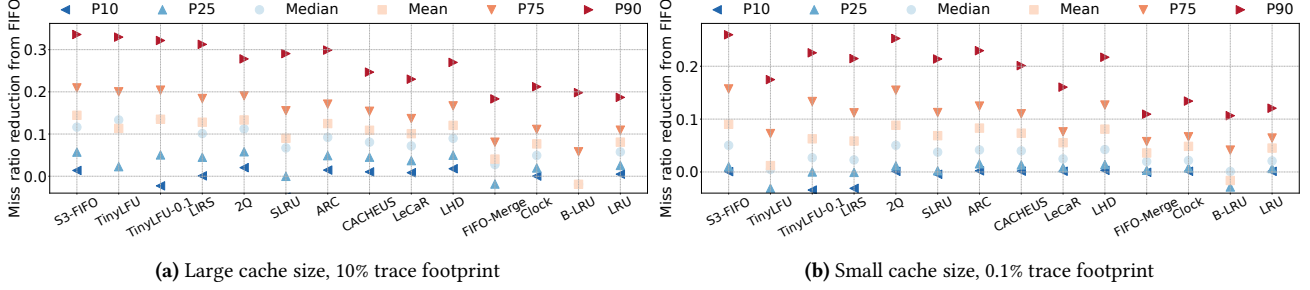 P10 P25 Median Mean P75 P90
Miss ratio reduction from FIFO
0.3
0.2
0.1
0.0
S3-FIFO TinyLFU TinyLFU-0.1 LIRS 2Q SLRU ARC CACHEUS LeCaR LHD FIFO-Merge Clock B-LRU LRU
(a) Large cache size, 10% trace footprint
P10 P25 Median Mean P75 P90
Miss ratio reduction from FIFO
0.2
0.1
0.0
S3-FIFO TinyLFU TinyLFU-0.1 LIRS 2Q SLRU ARC CACHEUS LeCaR LHD FIFO-Merge Clock B-LRU LRU
(b) Small cache size, 0.1% trace footprint